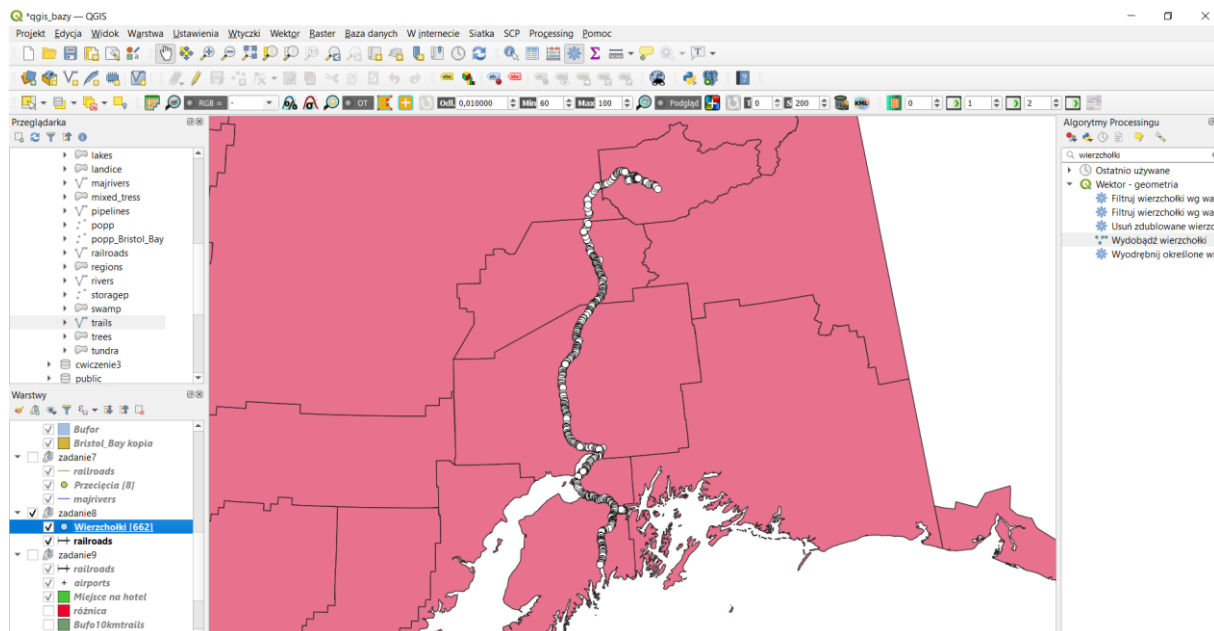 *qgis_bazy — QGIS
Projekt Edycja Widok Warstwa Ustawienia Wtyczki Wektor Raster Baza danych W internecie Siatka SCP Processing Pomoc
RGB = - OT Odl. 0,010000 Min 60 Max 100 Podgląd T 0 S 200 XML 0 1 2
Przeglądarka
lakes
landice
majrivers
mixed_tress
pipelines
popp
popp_Bristol_Bay
railroads
regions
rivers
storagep
swamp
trails
trees
tundra
cwiczenie3
public
Warstwy
Bufor
Bristol_Bay kopia
zadanie7
railroads
Przecięcia [8]
majrivers
zadanie8
Wierzchołki [662]
railroads
zadanie9
railroads
airports
Miejsce na hotel
różnica
Bufo10kmtrails
Algorytmy Processingu
wierzchołki
Ostatnio używane
Wektor - geometria
Filtruj wierzchołki wg wa
Filtruj wierzchołki wg wa
Usuń zdublowane wierzc
Wydobądź wierzchołki
Wyodrębnij określone wi